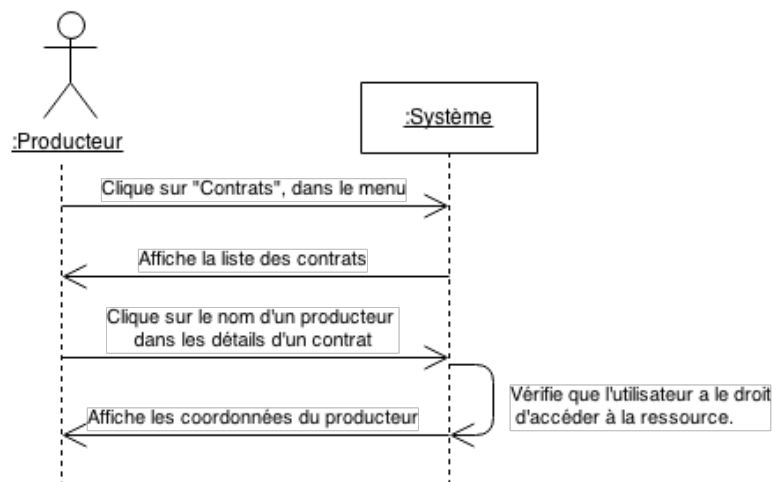 :Producteur
:Système
Clique sur "Contrats", dans le menu
Affiche la liste des contrats
Clique sur le nom d'un producteur
dans les détails d'un contrat
Vérifie que l'utilisateur a le droit
d'accéder à la ressource.
Affiche les coordonnées du producteur